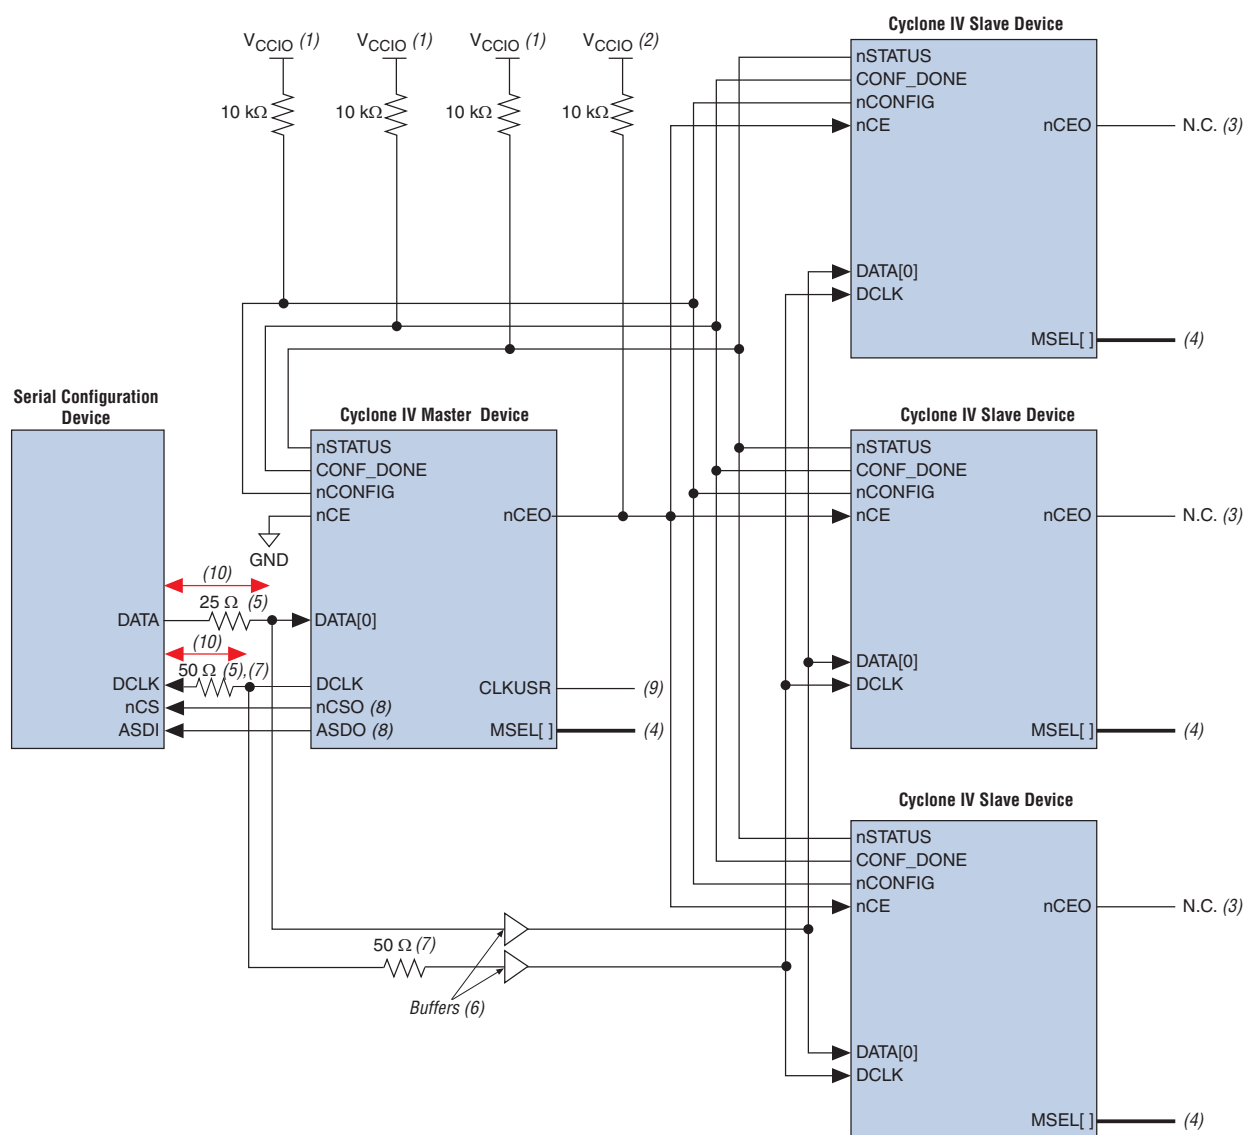 Cyclone IV Slave Device
VCCIO (1)
VCCIO (1)
VCCIO (1)
VCCIO (2)
10 kΩ
10 kΩ
10 kΩ
10 kΩ
nSTATUS
CONF_DONE
nCONFIG
nCE
nCEO
N.C. (3)
DATA[0]
DCLK
MSEL[ ]
(4)
Serial Configuration
Device
DATA
DCLK
nCS
ASDI
(10)
25 Ω (5)
(10)
50 Ω (5),(7)
Cyclone IV Master Device
nSTATUS
CONF_DONE
nCONFIG
nCE
GND
nCEO
DATA[0]
DCLK
nCSO (8)
ASDO (8)
CLKUSR
(9)
MSEL[ ]
(4)
Cyclone IV Slave Device
nSTATUS
CONF_DONE
nCONFIG
nCE
nCEO
N.C. (3)
DATA[0]
DCLK
MSEL[ ]
(4)
50 Ω (7)
Buffers (6)
Cyclone IV Slave Device
nSTATUS
CONF_DONE
nCONFIG
nCE
nCEO
N.C. (3)
DATA[0]
DCLK
MSEL[ ]
(4)